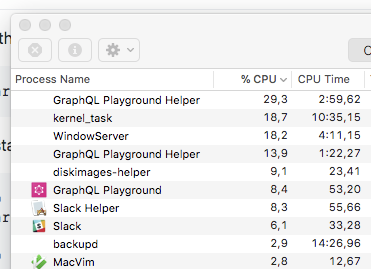 th
C
Process Name % CPU CPU Time
GraphQL Playground Helper 29,3 2:59,62
kernel_task 18,7 10:35,15
WindowServer 18,2 4:11,15
GraphQL Playground Helper 13,9 1:22,27
diskimages-helper 9,1 23,41
GraphQL Playground 8,4 53,20
Slack Helper 8,3 55,66
Slack 6,1 33,28
backupd 2,9 14:26,96
MacVim 2,8 12,67